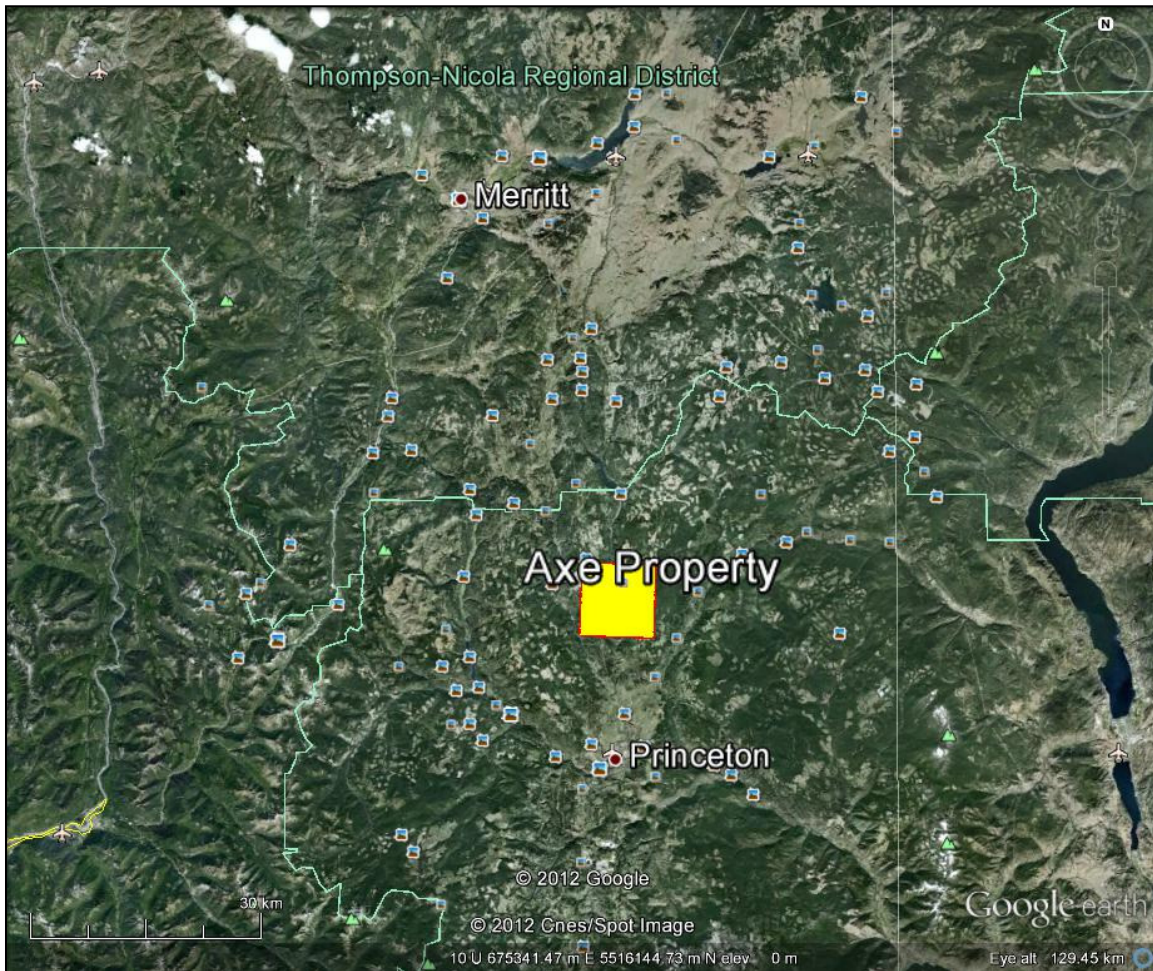 N
Thompson-Nicola Regional District
Merritt
Axe Property
Princeton
© 2012 Google
30 km
© 2012 Cnes/Spot Image
Google earth
10 U 675341.47 m E 5516144.73 m N elev 0 m
Eye alt 129.45 km